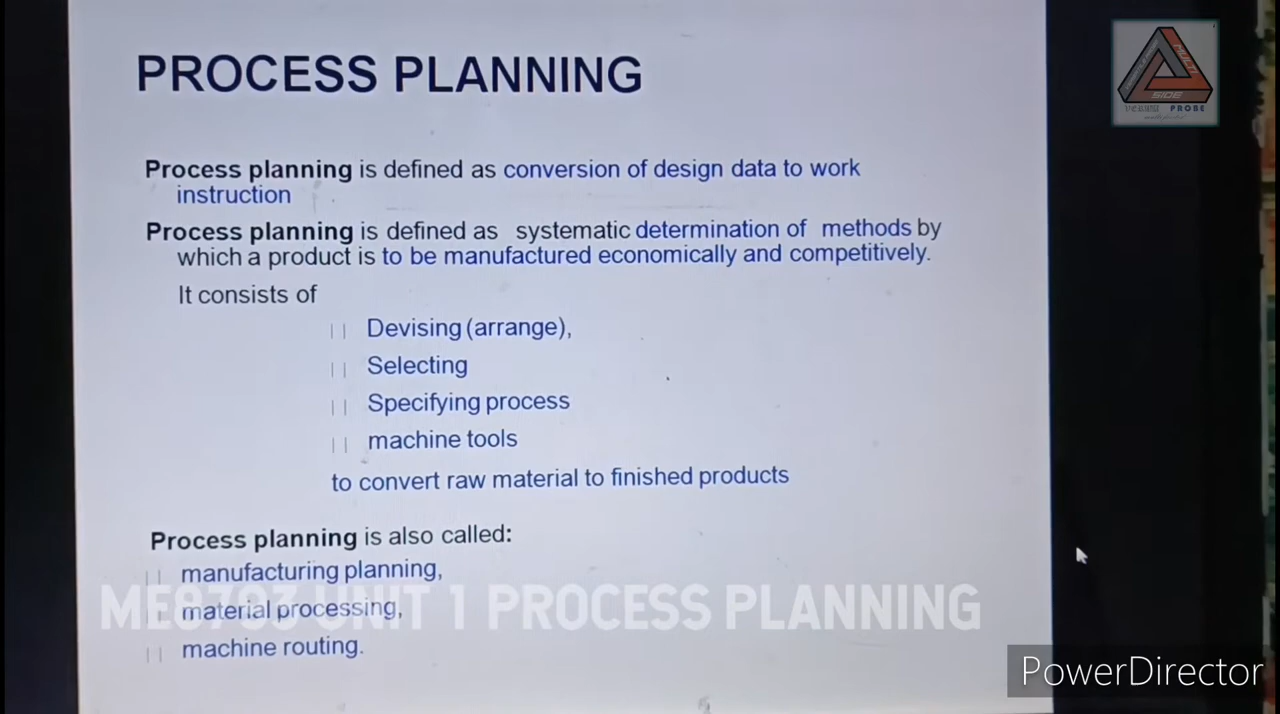 PROCESS PLANNING
Process planning is defined as conversion of design data to work
instruction
Process planning is defined as systematic determination of methods by
which a product is to be manufactured economically and competitively.
It consists of
Devising (arrange),
Selecting
Specifying process
machine tools
to convert raw material to finished products
Process planning is also called:
manufacturing planning,
material processing,
machine routing.
ME8793 UNIT 1 PROCESS PLANNING
SIDE
PROBE
PowerDirector